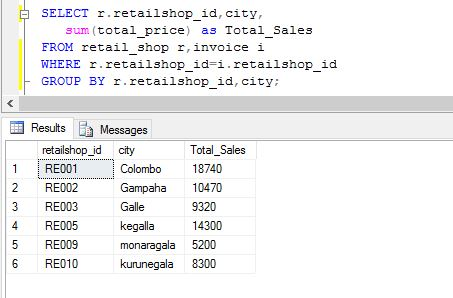 SELECT r.retailshop_id,city,
sum(total_price) as Total_Sales
FROM retail_shop r,invoice i
WHERE r.retailshop_id=i.retailshop_id
GROUP BY r.retailshop_id,city;
Results Messages
retailshop_id city Total_Sales
1 RE001 Colombo 18740
2 RE002 Gampaha 10470
3 RE003 Galle 9320
4 RE005 kegalla 14300
5 RE009 monaragala 5200
6 RE010 kurunegala 8300